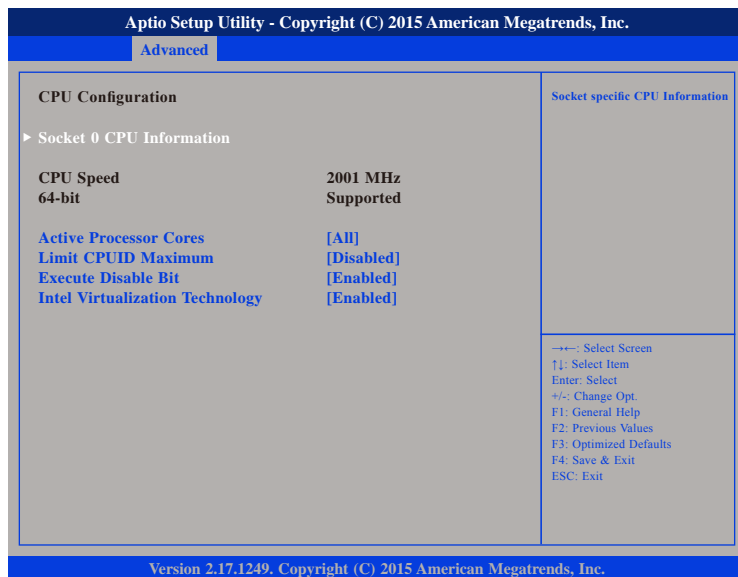 Aptio Setup Utility - Copyright (C) 2015 American Megatrends, Inc.
Advanced
CPU Configuration
▶ Socket 0 CPU Information
CPU Speed 2001 MHz
64-bit Supported
Active Processor Cores [All]
Limit CPUID Maximum [Disabled]
Execute Disable Bit [Enabled]
Intel Virtualization Technology [Enabled]
Socket specific CPU Information
→←: Select Screen
↑↓: Select Item
Enter: Select
+/-: Change Opt.
F1: General Help
F2: Previous Values
F3: Optimized Defaults
F4: Save & Exit
ESC: Exit
Version 2.17.1249. Copyright (C) 2015 American Megatrends, Inc.